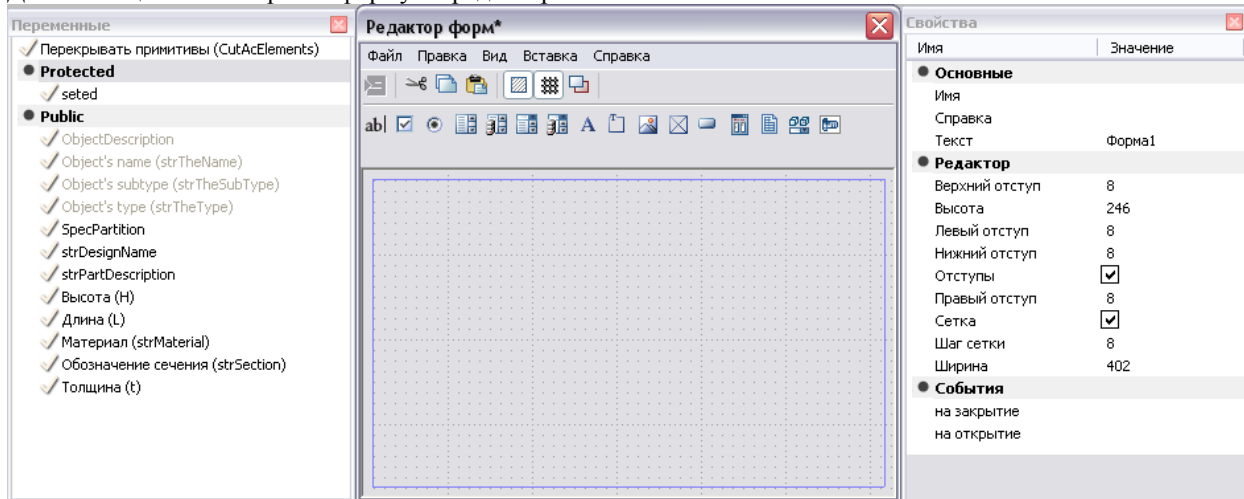 Переменные
Перекрывать примитивы (CutAcElements)
Protected
seted
Public
ObjectDescription
Object's name (strTheName)
Object's subtype (strTheSubType)
Object's type (strTheType)
SpecPartition
strDesignName
strPartDescription
Высота (H)
Длина (L)
Материал (strMaterial)
Обозначение сечения (strSection)
Толщина (t)
Редактор форм*
Файл Правка Вид Вставка Справка
ab
A
Свойства
Имя Значение
Основные
Имя
Справка
Текст Форма1
Редактор
Верхний отступ 8
Высота 246
Левый отступ 8
Нижний отступ 8
Отступы
Правый отступ 8
Сетка
Шаг сетки 8
Ширина 402
События
на закрытие
на открытие